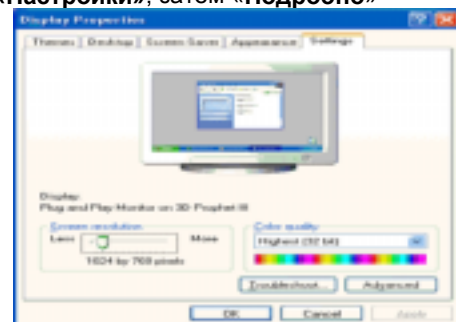 «Настройки», затем «Подробно»
Display Properties
Themes Desktop Screen Saver Appearance Settings
Display:
Plug and Play Monitor on 3D Prophet III
Screen resolution
Less More
1024 by 768 pixels
Color quality
Highest (32 bit)
Troubleshoot... Advanced
OK Cancel Apply